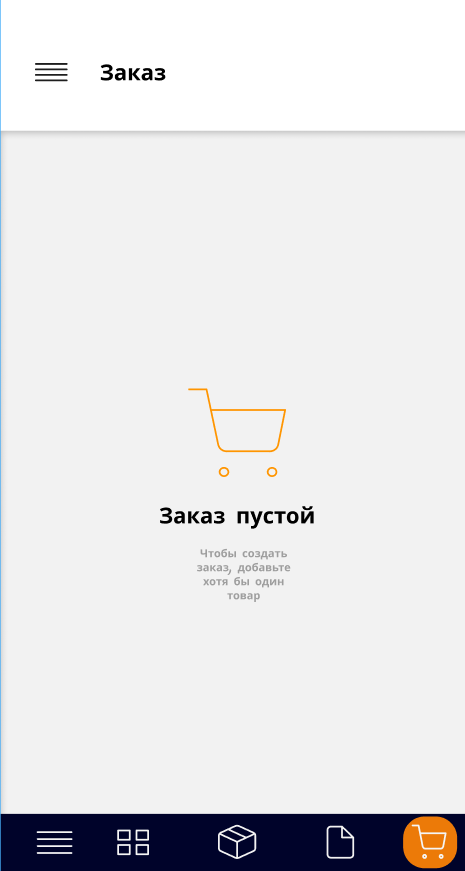 Заказ
Заказ пустой
Чтобы создать
заказ, добавьте
хотя бы один
товар